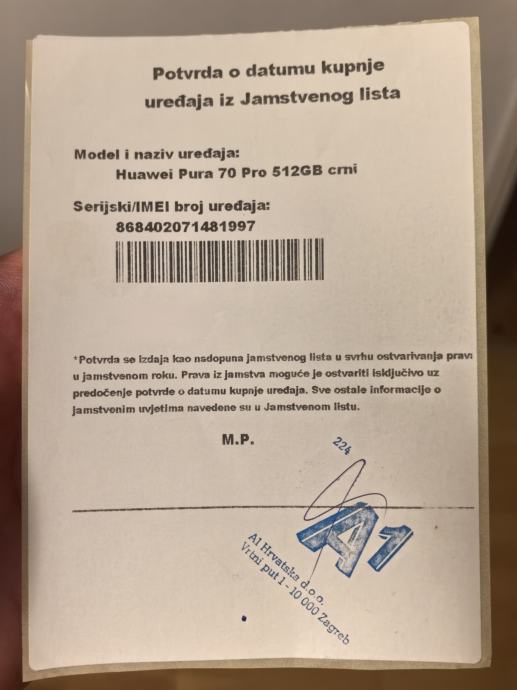 Potvrda o datumu kupnje
uređaja iz Jamstvenog lista
Model i naziv uređaja:
Huawei Pura 70 Pro 512GB crni
Serijski/IMEI broj uređaja:
868402071481997
*Potvrda se izdaja kao nadopuna jamstvenog lista u svrhu ostvarivanja prava
u jamstvenom roku. Prava iz jamstva moguće je ostvariti isključivo uz
predočenje potvrde o datumu kupnje uređaja. Sve ostale informacije o
jamstvenim uvjetima navedene su u Jamstvenom listu.
M.P.
224
A1
A1 Hrvatska d.o.o.
Vrtni put 1 - 10 000 Zagreb